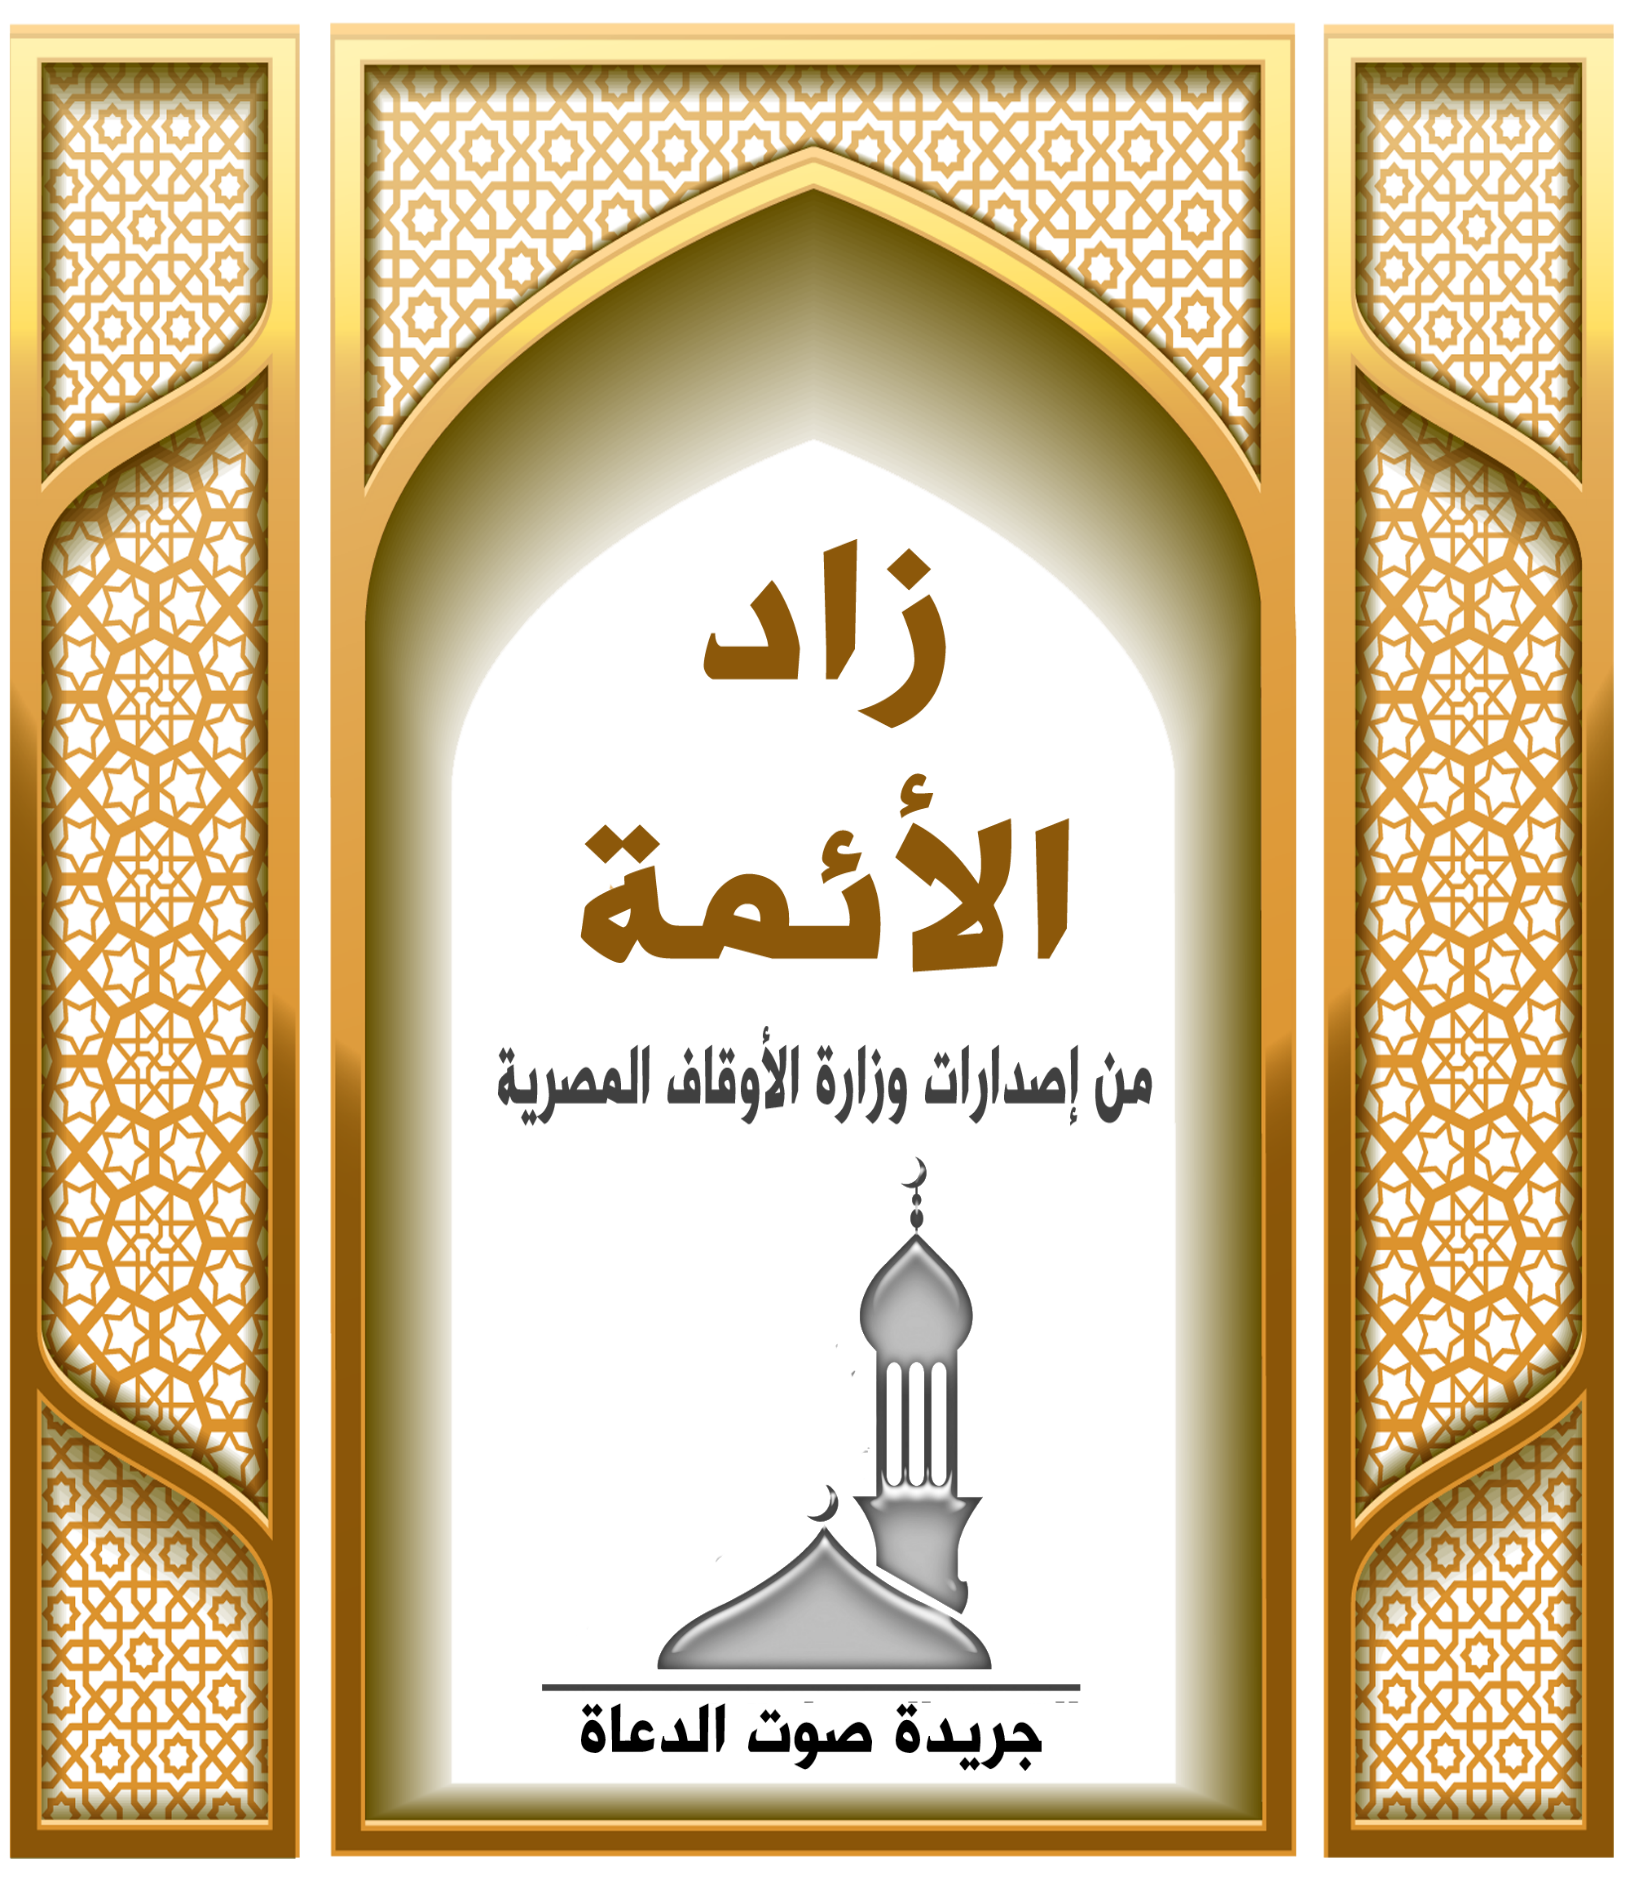 زاد
الأئمة
من إصدارات وزارة الأوقاف المصرية
جريدة صوت الدعاة